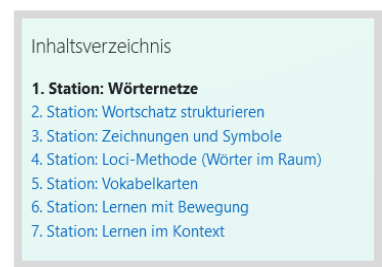 Inhaltsverzeichnis
1. Station: Wörternetze
2. Station: Wortschatz strukturieren
3. Station: Zeichnungen und Symbole
4. Station: Loci-Methode (Wörter im Raum)
5. Station: Vokabelkarten
6. Station: Lernen mit Bewegung
7. Station: Lernen im Kontext